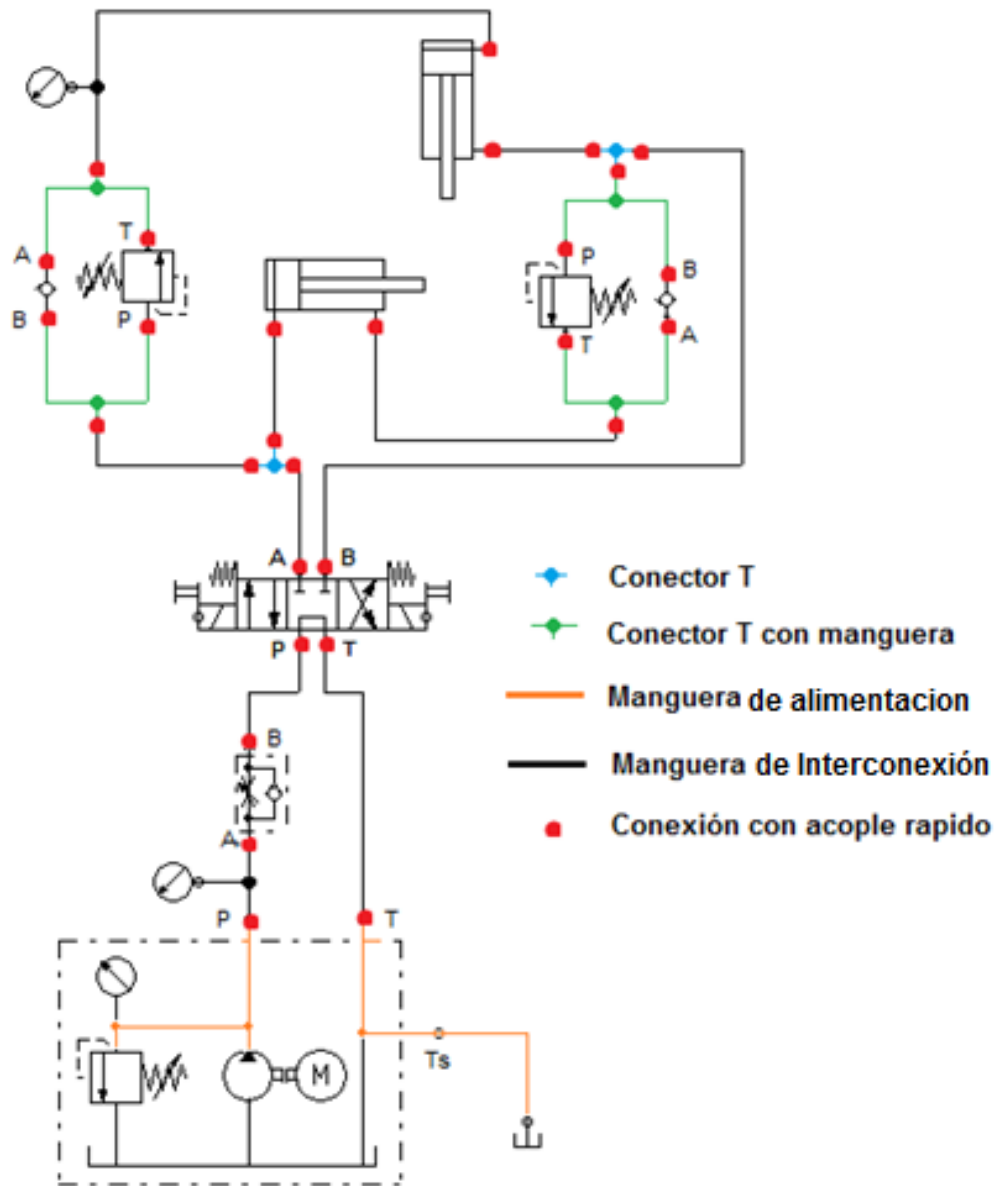 T
A
B
P
P
B
T
A
A B
P T
B
A
P T
Ts
M
Conector T
Conector T con manguera
Manguera de alimentacion
Manguera de Interconexión
Conexión con acople rapido